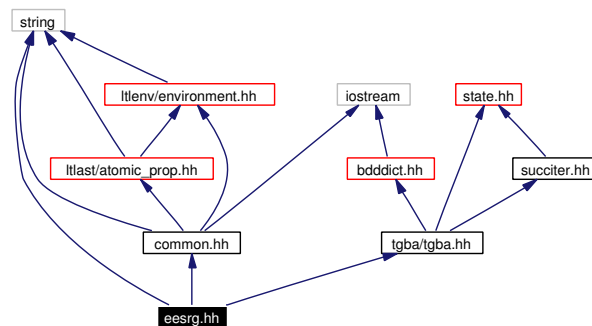 string
ltlenv/environment.hh
iostream
state.hh
ltlast/atomic_prop.hh
bdddict.hh
succiter.hh
common.hh
tgba/tgba.hh
eesrg.hh